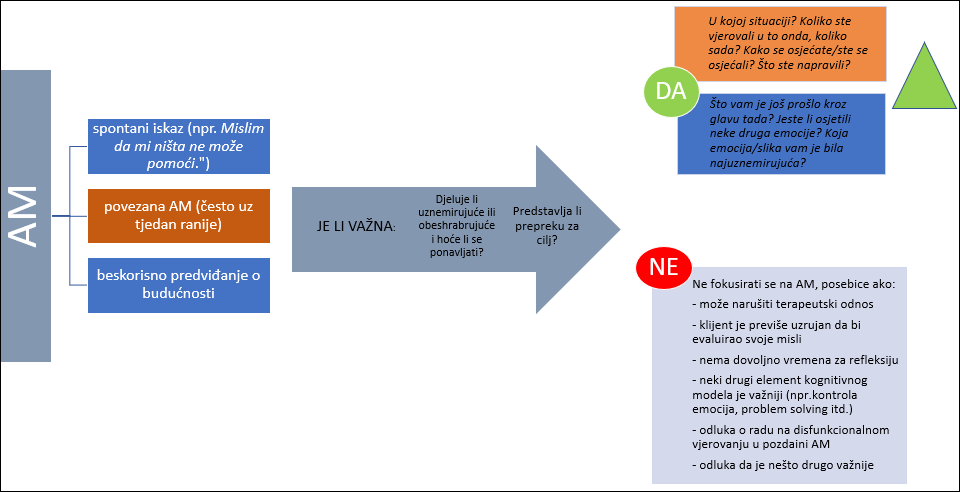 AM
spontani iskaz (npr. Mislim
da mi ništa ne može
pomoći.")
povezana AM (često uz
tjedan ranije)
beskorisno predviđanje o
budućnosti
JE LI VAŽNA:
Djeluje li
uznemirujuće ili
obeshrabrujuće
i hoće li se
ponavljati?
Predstavlja li
prepreku za
cilj?
DA
U kojoj situaciji? Koliko ste
vjerovali u to onda, koliko
sada? Kako se osjećate/ste se
osjećali? Što ste napravili?
Što vam je još prošlo kroz
glavu tada? Jeste li osjetili
neke druga emocije? Koja
emocija/slika vam je bila
najuznemirujuća?
NE
Ne fokusirati se na AM, posebice ako:
- može narušiti terapeutski odnos
- klijent je previše uzrujan da bi
evaluirao svoje misli
- nema dovoljno vremena za refleksiju
- neki drugi element kognitivnog
modela je važniji (npr.kontrola
emocija, problem solving itd.)
- odluka o radu na disfunkcionalnom
vjerovanju u pozdaini AM
- odluka da je nešto drugo važnije